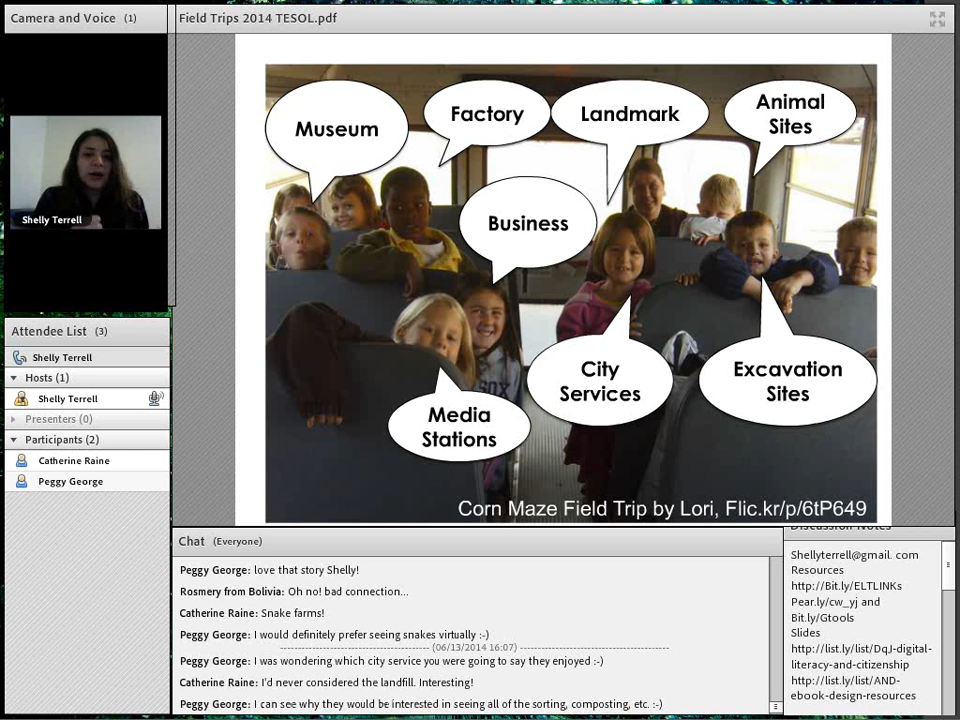 Camera and Voice (1)
Shelly Terrell
Attendee List (3)
Shelly Terrell
Hosts (1)
Shelly Terrell
Presenters (0)
Participants (2)
Catherine Raine
Peggy George
Field Trips 2014 TESOL.pdf
Museum
Factory
Landmark
Animal
Sites
Business
City
Services
Excavation
Sites
Media
Stations
Corn Maze Field Trip by Lori, Flic.kr/p/6tP649
SOX
Chat (Everyone)
Peggy George: love that story Shelly!
Rosmery from Bolivia: Oh no! bad connection...
Catherine Raine: Snake farms!
Peggy George: I would definitely prefer seeing snakes virtually :-)
(06/13/2014 16:07)
Peggy George: I was wondering which city service you were going to say they enjoyed :-)
Catherine Raine: I'd never considered the landfill. Interesting!
Peggy George: I can see why they would be interested in seeing all of the sorting, composting, etc. :-)
Discussion Notes
Shellyterrell@gmail. com
Resources
http://Bit.ly/ELTLINKs
Pear.ly/cw_yj and
Bit.ly/Gtools
Slides
http://list.ly/list/DqJ-digital-
literacy-and-citizenship
http://list.ly/list/AND-
ebook-design-resources